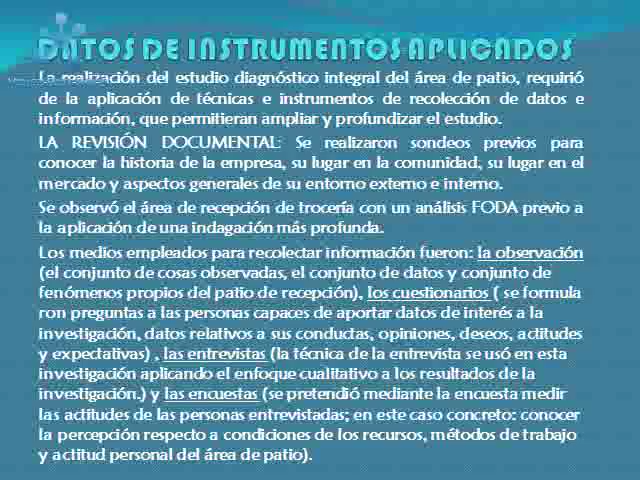 DATOS DE INSTRUMENTOS APLICADOS
La realización del estudio diagnóstico integral del área de patio, requirió
de la aplicación de técnicas e instrumentos de recolección de datos e
información, que permitieran ampliar y profundizar el estudio.
LA REVISIÓN DOCUMENTAL: Se realizaron sondeos previos para
conocer la historia de la empresa, su lugar en la comunidad, su lugar en el
mercado y aspectos generales de su entorno externo e interno.
Se observó el área de recepción de trocería con un análisis FODA previo a
la aplicación de una indagación más profunda.
Los medios empleados para recolectar información fueron: la observación
(el conjunto de cosas observadas, el conjunto de datos y conjunto de
fenómenos propios del patio de recepción), los cuestionarios ( se formula
ron preguntas a las personas capaces de aportar datos de interés a la
investigación, datos relativos a sus conductas, opiniones, deseos, actitudes
y expectativas) , las entrevistas (la técnica de la entrevista se usó en esta
investigación aplicando el enfoque cualitativo a los resultados de la
investigación.) y las encuestas (se pretendió mediante la encuesta medir
las actitudes de las personas entrevistadas; en este caso concreto: conocer
la percepción respecto a condiciones de los recursos, métodos de trabajo
y actitud personal del área de patio).